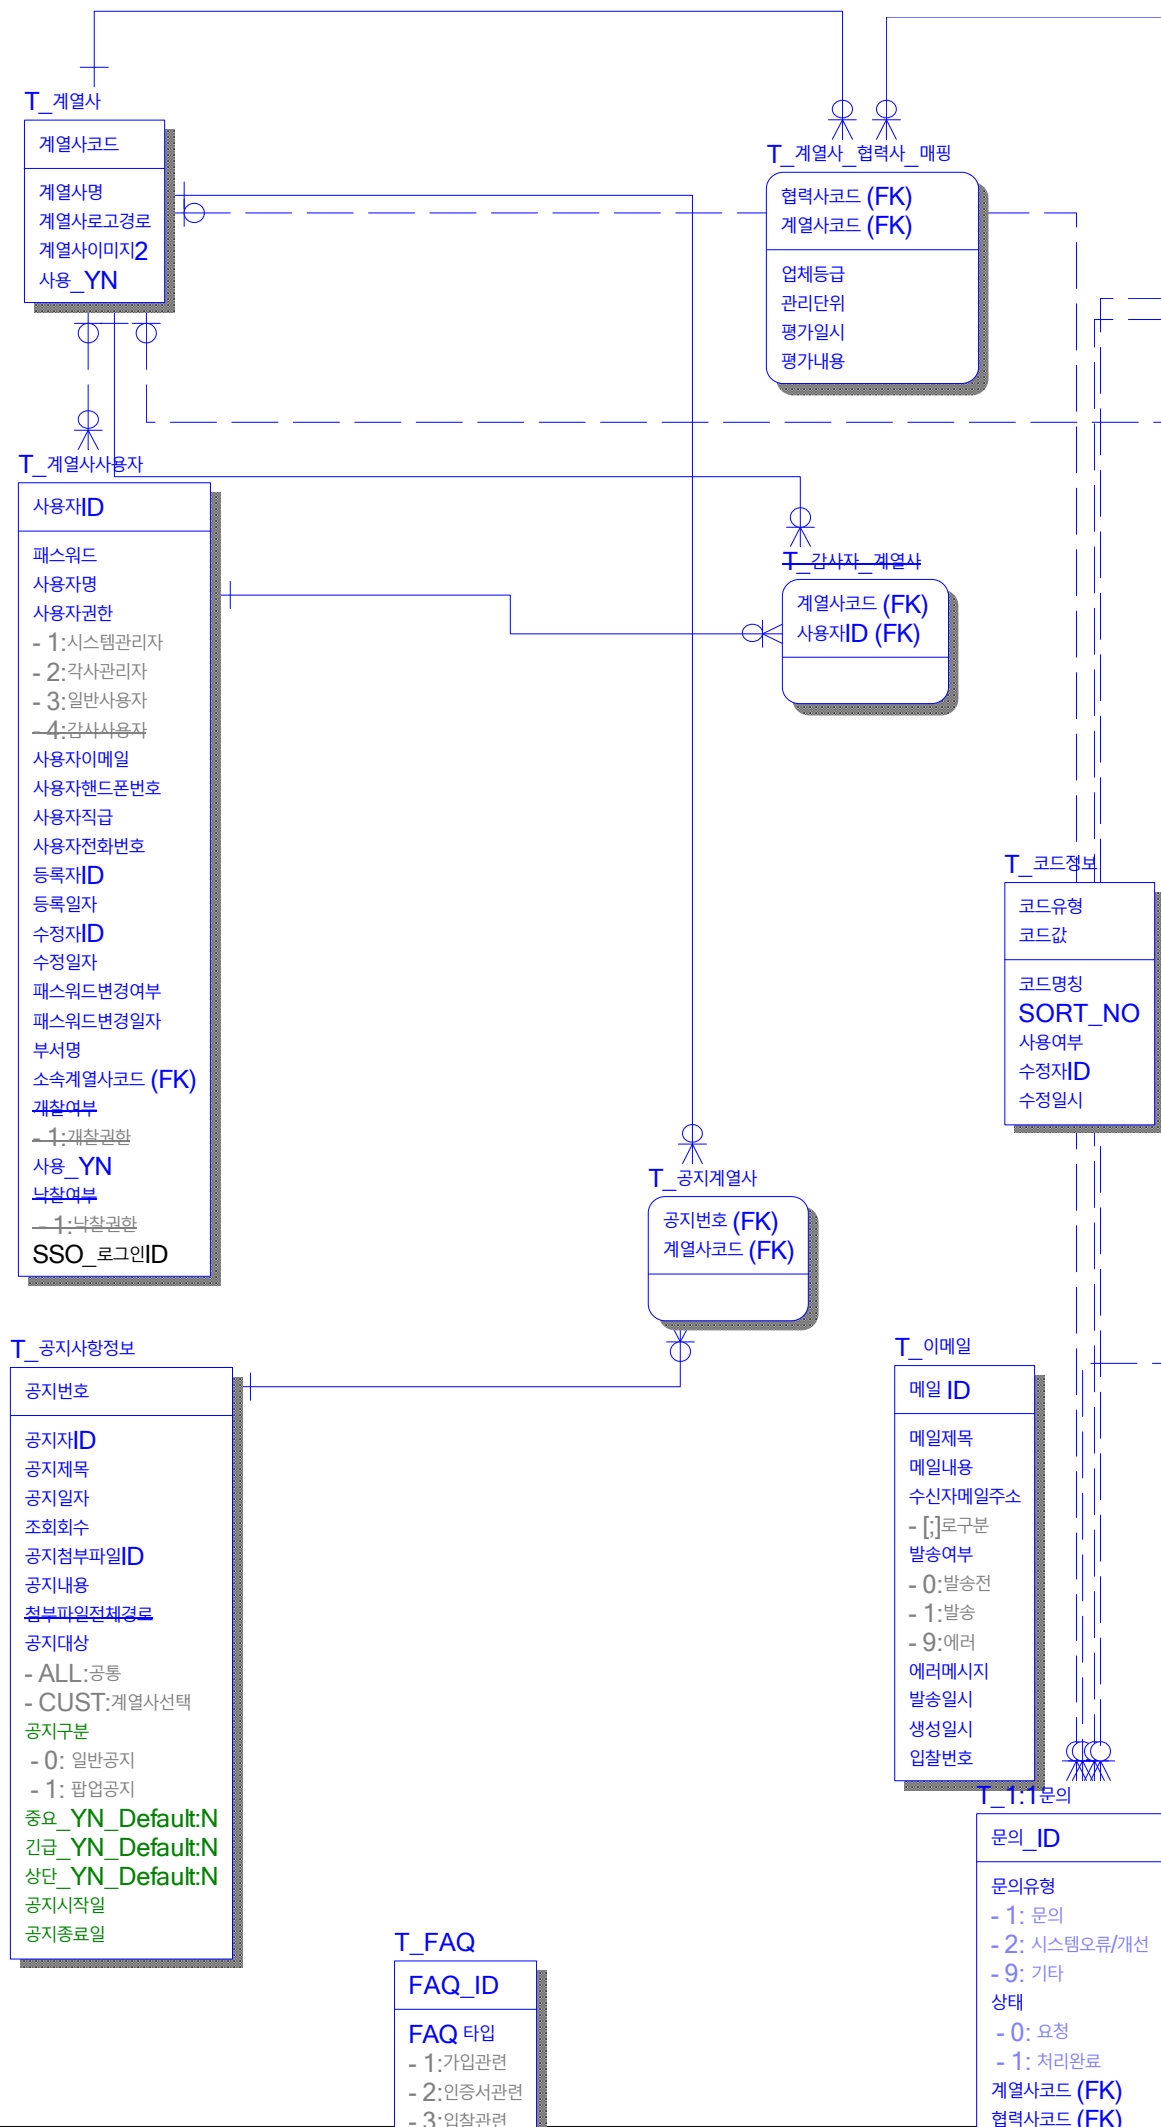 T_계열사
계열사코드
계열사명
계열사로고경로
계열사이미지2
사용_YN
T_계열사_협력사_매핑
협력사코드 (FK)
계열사코드 (FK)
업체등급
관리단위
평가일시
평가내용
T_계열사사용자
사용자ID
패스워드
사용자명
사용자권한
- 1:시스템관리자
- 2:각사관리자
- 3:일반사용자
- 4:감사사용자
사용자이메일
사용자핸드폰번호
사용자직급
사용자전화번호
등록자ID
등록일자
수정자ID
수정일자
패스워드변경여부
패스워드변경일자
부서명
소속계열사코드 (FK)
개찰여부
- 1:개찰권한
사용_YN
낙찰여부
- 1:낙찰권한
SSO_로그인ID
T_감사자_계열사
계열사코드 (FK)
사용자ID (FK)
T_코드정보
코드유형
코드값
코드명칭
SORT_NO
사용여부
수정자ID
수정일시
T_공지계열사
공지번호 (FK)
계열사코드 (FK)
T_공지사항정보
공지번호
공지자ID
공지제목
공지일자
조회회수
공지첨부파일ID
공지내용
첨부파일전체경로
공지대상
- ALL:공통
- CUST:계열사선택
공지구분
- 0: 일반공지
- 1: 팝업공지
중요_YN_Default:N
긴급_YN_Default:N
상단_YN_Default:N
공지시작일
공지종료일
T_이메일
메일 ID
메일제목
메일내용
수신자메일주소
- [;]로구분
발송여부
- 0:발송전
- 1:발송
- 9:에러
에러메시지
발송일시
생성일시
입찰번호
T_1:1문의
문의_ID
문의유형
- 1: 문의
- 2: 시스템오류/개선
- 9: 기타
상태
- 0: 요청
- 1: 처리완료
계열사코드 (FK)
협력사코드 (FK)
T_FAQ
FAQ_ID
FAQ 타입
- 1:가입관련
- 2:인증서관련
- 3:입찰관련